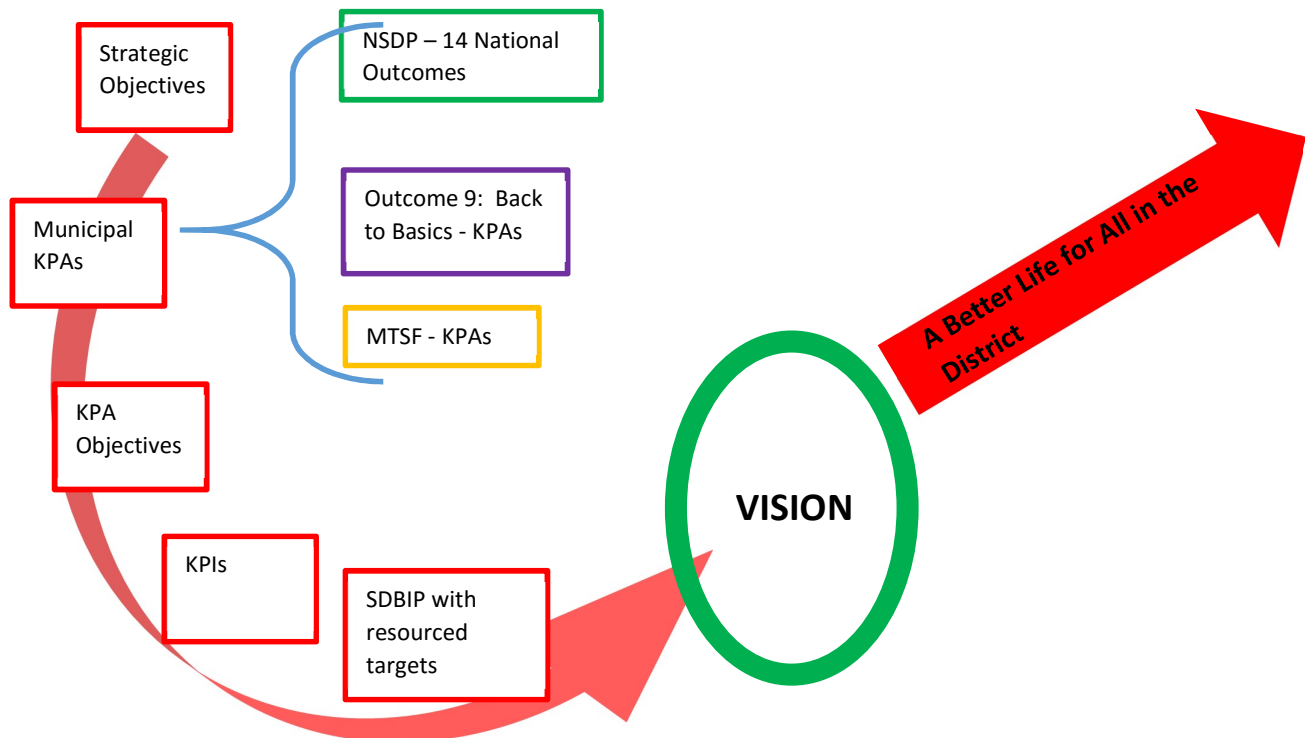 Strategic
Objectives
NSDP – 14 National
Outcomes
Municipal
KPAs
Outcome 9:  Back
to Basics - KPAs
MTSF - KPAs
KPA
Objectives
KPIs
SDBIP with
resourced
targets
VISION
A Better Life for All in the
District